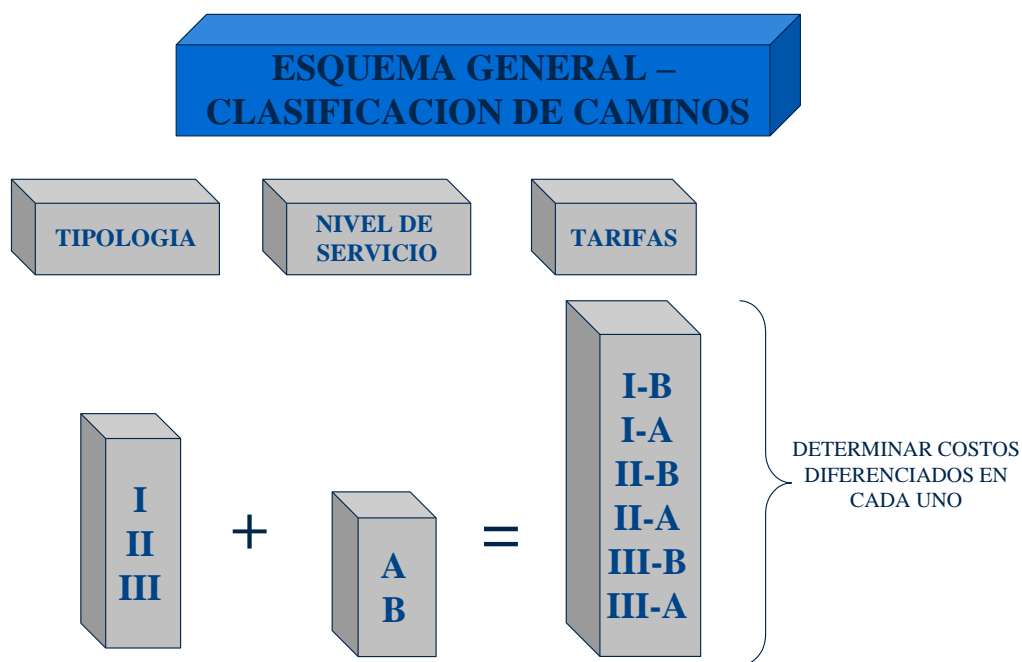 ESQUEMA GENERAL –
CLASIFICACION DE CAMINOS
TIPOLOGIA
NIVEL DE
SERVICIO
TARIFAS
I
II
III
+
A
B
=
I-B
I-A
II-B
II-A
III-B
III-A
DETERMINAR COSTOS
DIFERENCIADOS EN
CADA UNO